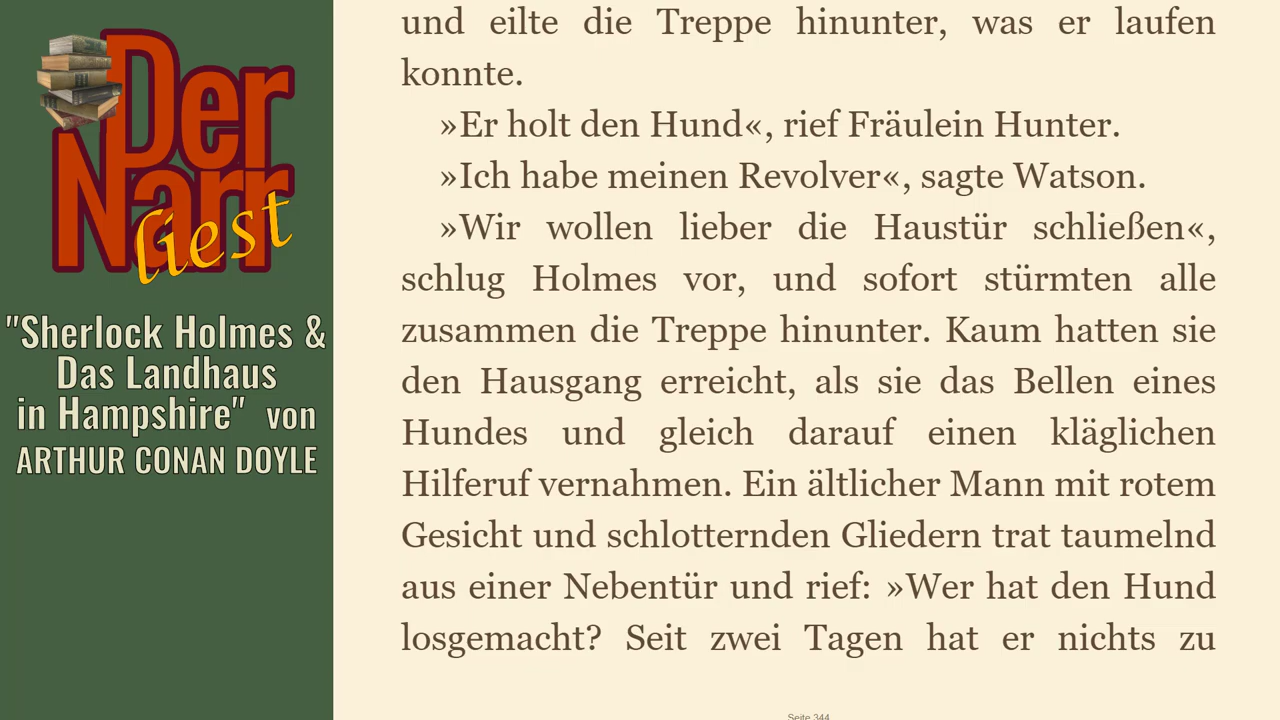 Der
Narr
liest
"Sherlock Holmes &
Das Landhaus
in Hampshire" von
ARTHUR CONAN DOYLE
und eilte die Treppe hinunter, was er laufen
konnte.
»Er holt den Hund«, rief Fräulein Hunter.
»Ich habe meinen Revolver«, sagte Watson.
»Wir wollen lieber die Haustür schließen«,
schlug Holmes vor, und sofort stürmten alle
zusammen die Treppe hinunter. Kaum hatten sie
den Hausgang erreicht, als sie das Bellen eines
Hundes und gleich darauf einen kläglichen
Hilferuf vernahmen. Ein ältlicher Mann mit rotem
Gesicht und schlotternden Gliedern trat taumelnd
aus einer Nebentür und rief: »Wer hat den Hund
losgemacht? Seit zwei Tagen hat er nichts zu
Seite 344